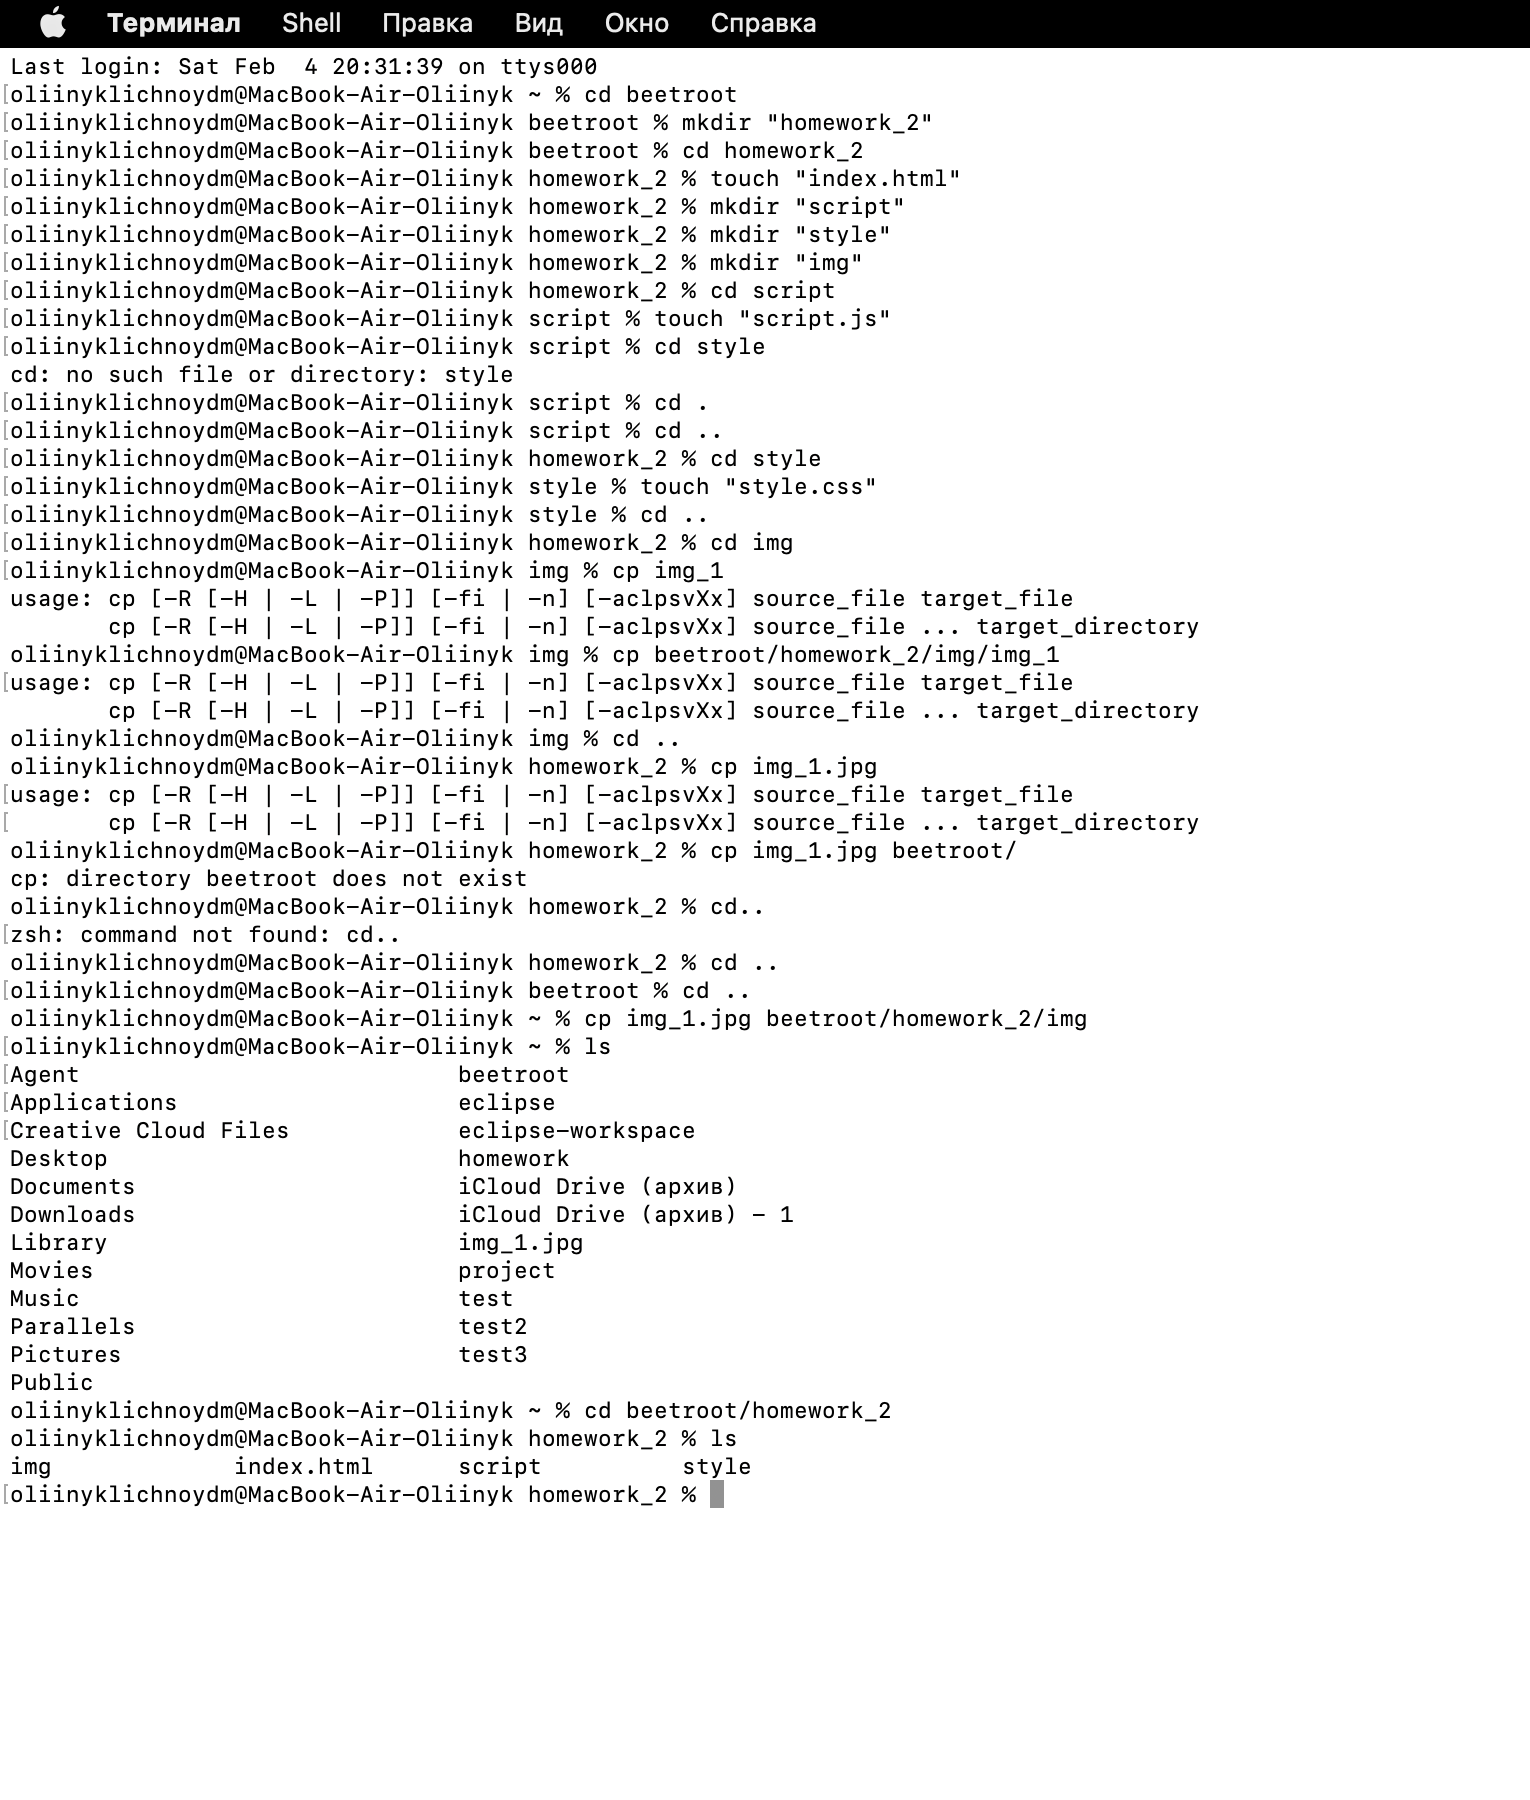 Терминал Shell Правка Вид Окно Справка
Last login: Sat Feb  4 20:31:39 on ttys000
[oliinyklichnoydm@MacBook-Air-Oliinyk ~ % cd beetroot
[oliinyklichnoydm@MacBook-Air-Oliinyk beetroot % mkdir "homework_2"
[oliinyklichnoydm@MacBook-Air-Oliinyk beetroot % cd homework_2
[oliinyklichnoydm@MacBook-Air-Oliinyk homework_2 % touch "index.html"
[oliinyklichnoydm@MacBook-Air-Oliinyk homework_2 % mkdir "script"
[oliinyklichnoydm@MacBook-Air-Oliinyk homework_2 % mkdir "style"
[oliinyklichnoydm@MacBook-Air-Oliinyk homework_2 % mkdir "img"
[oliinyklichnoydm@MacBook-Air-Oliinyk homework_2 % cd script
[oliinyklichnoydm@MacBook-Air-Oliinyk script % touch "script.js"
[oliinyklichnoydm@MacBook-Air-Oliinyk script % cd style
cd: no such file or directory: style
[oliinyklichnoydm@MacBook-Air-Oliinyk script % cd .
[oliinyklichnoydm@MacBook-Air-Oliinyk script % cd ..
[oliinyklichnoydm@MacBook-Air-Oliinyk homework_2 % cd style
[oliinyklichnoydm@MacBook-Air-Oliinyk style % touch "style.css"
[oliinyklichnoydm@MacBook-Air-Oliinyk style % cd ..
[oliinyklichnoydm@MacBook-Air-Oliinyk homework_2 % cd img
[oliinyklichnoydm@MacBook-Air-Oliinyk img % cp img_1
usage: cp [-R [-H | -L | -P]] [-fi | -n] [-aclpsvXx] source_file target_file
       cp [-R [-H | -L | -P]] [-fi | -n] [-aclpsvXx] source_file ... target_directory
oliinyklichnoydm@MacBook-Air-Oliinyk img % cp beetroot/homework_2/img/img_1
[usage: cp [-R [-H | -L | -P]] [-fi | -n] [-aclpsvXx] source_file target_file
       cp [-R [-H | -L | -P]] [-fi | -n] [-aclpsvXx] source_file ... target_directory
oliinyklichnoydm@MacBook-Air-Oliinyk img % cd ..
oliinyklichnoydm@MacBook-Air-Oliinyk homework_2 % cp img_1.jpg
[usage: cp [-R [-H | -L | -P]] [-fi | -n] [-aclpsvXx] source_file target_file
[       cp [-R [-H | -L | -P]] [-fi | -n] [-aclpsvXx] source_file ... target_directory
oliinyklichnoydm@MacBook-Air-Oliinyk homework_2 % cp img_1.jpg beetroot/
cp: directory beetroot does not exist
oliinyklichnoydm@MacBook-Air-Oliinyk homework_2 % cd..
[zsh: command not found: cd..
oliinyklichnoydm@MacBook-Air-Oliinyk homework_2 % cd ..
[oliinyklichnoydm@MacBook-Air-Oliinyk beetroot % cd ..
oliinyklichnoydm@MacBook-Air-Oliinyk ~ % cp img_1.jpg beetroot/homework_2/img
[oliinyklichnoydm@MacBook-Air-Oliinyk ~ % ls
[Agent                           beetroot
[Applications                    eclipse
[Creative Cloud Files            eclipse-workspace
Desktop                         homework
Documents                       iCloud Drive (архив)
Downloads                       iCloud Drive (архив) - 1
Library                         img_1.jpg
Movies                          project
Music                           test
Parallels                       test2
Pictures                        test3
Public
oliinyklichnoydm@MacBook-Air-Oliinyk ~ % cd beetroot/homework_2
oliinyklichnoydm@MacBook-Air-Oliinyk homework_2 % ls
img             index.html      script          style
[oliinyklichnoydm@MacBook-Air-Oliinyk homework_2 %